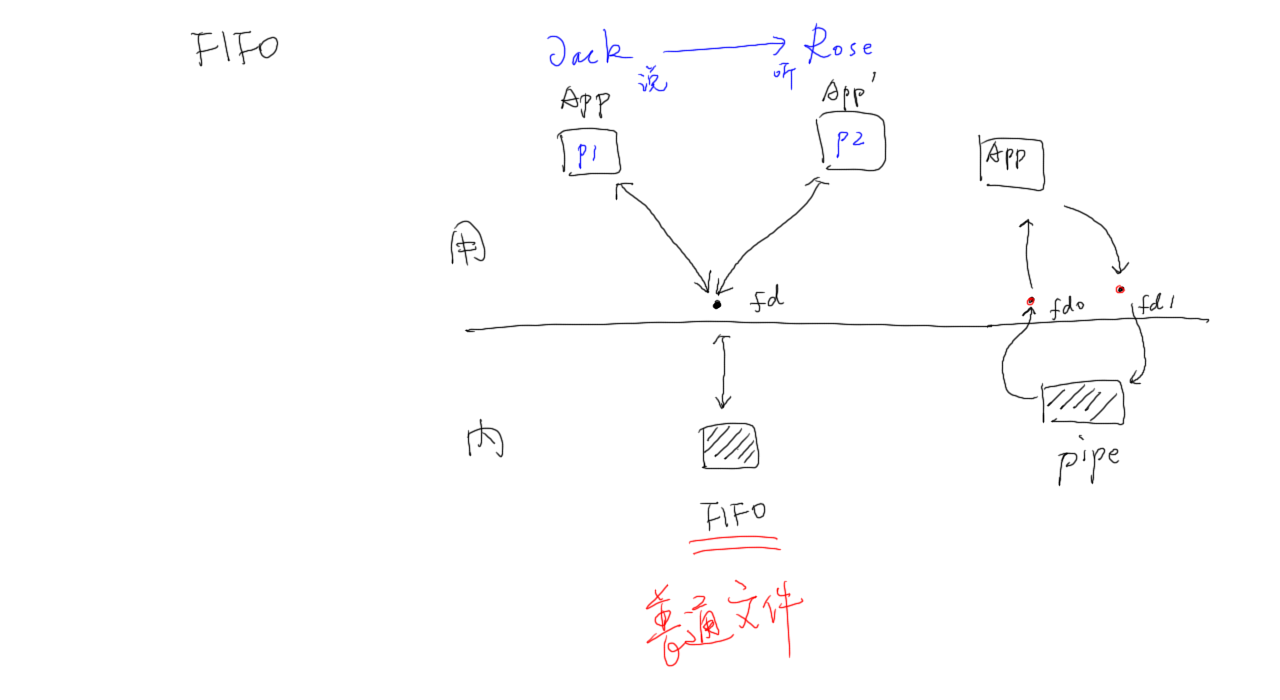 FIFO
Jack
Rose
说
听
App
App'
p1
p2
App
用
fd
fd0
fd1
内
pipe
FIFO
普通文件